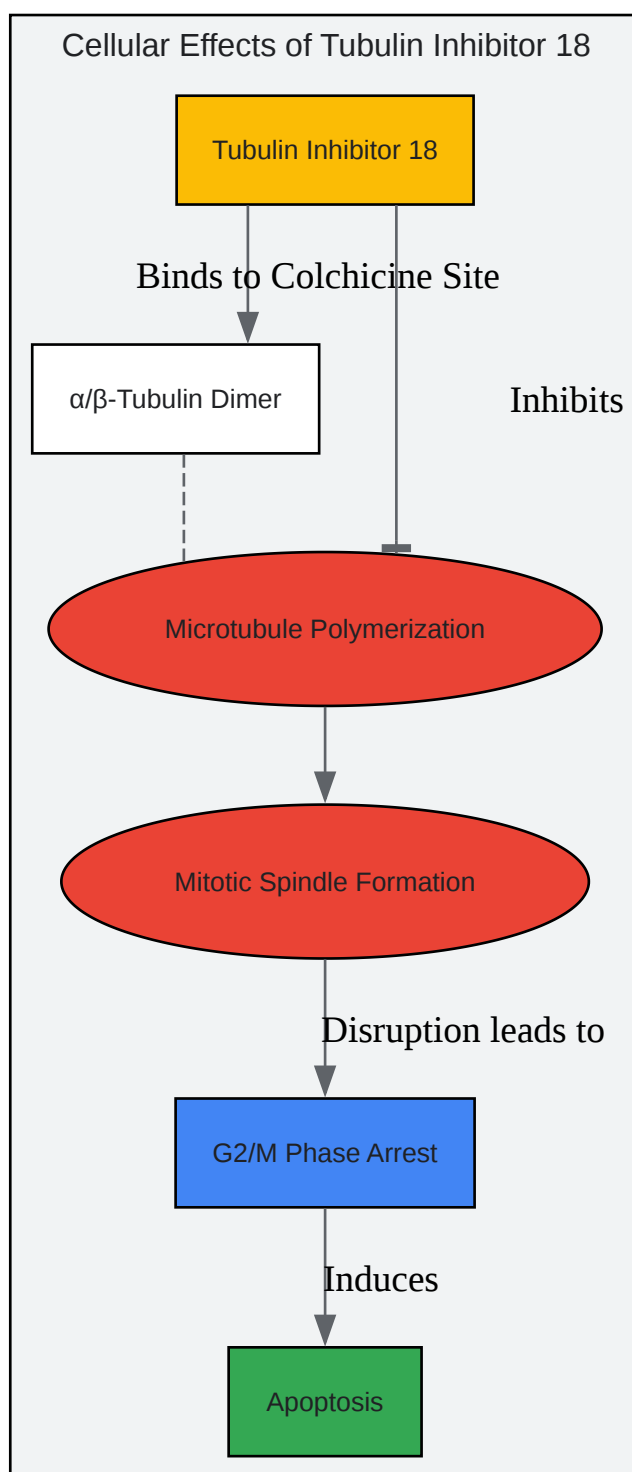 Cellular Effects of Tubulin Inhibitor 18
Tubulin Inhibitor 18
Binds to Colchicine Site
α/β-Tubulin Dimer
Inhibits
Microtubule Polymerization
Mitotic Spindle Formation
Disruption leads to
G2/M Phase Arrest
Induces
Apoptosis